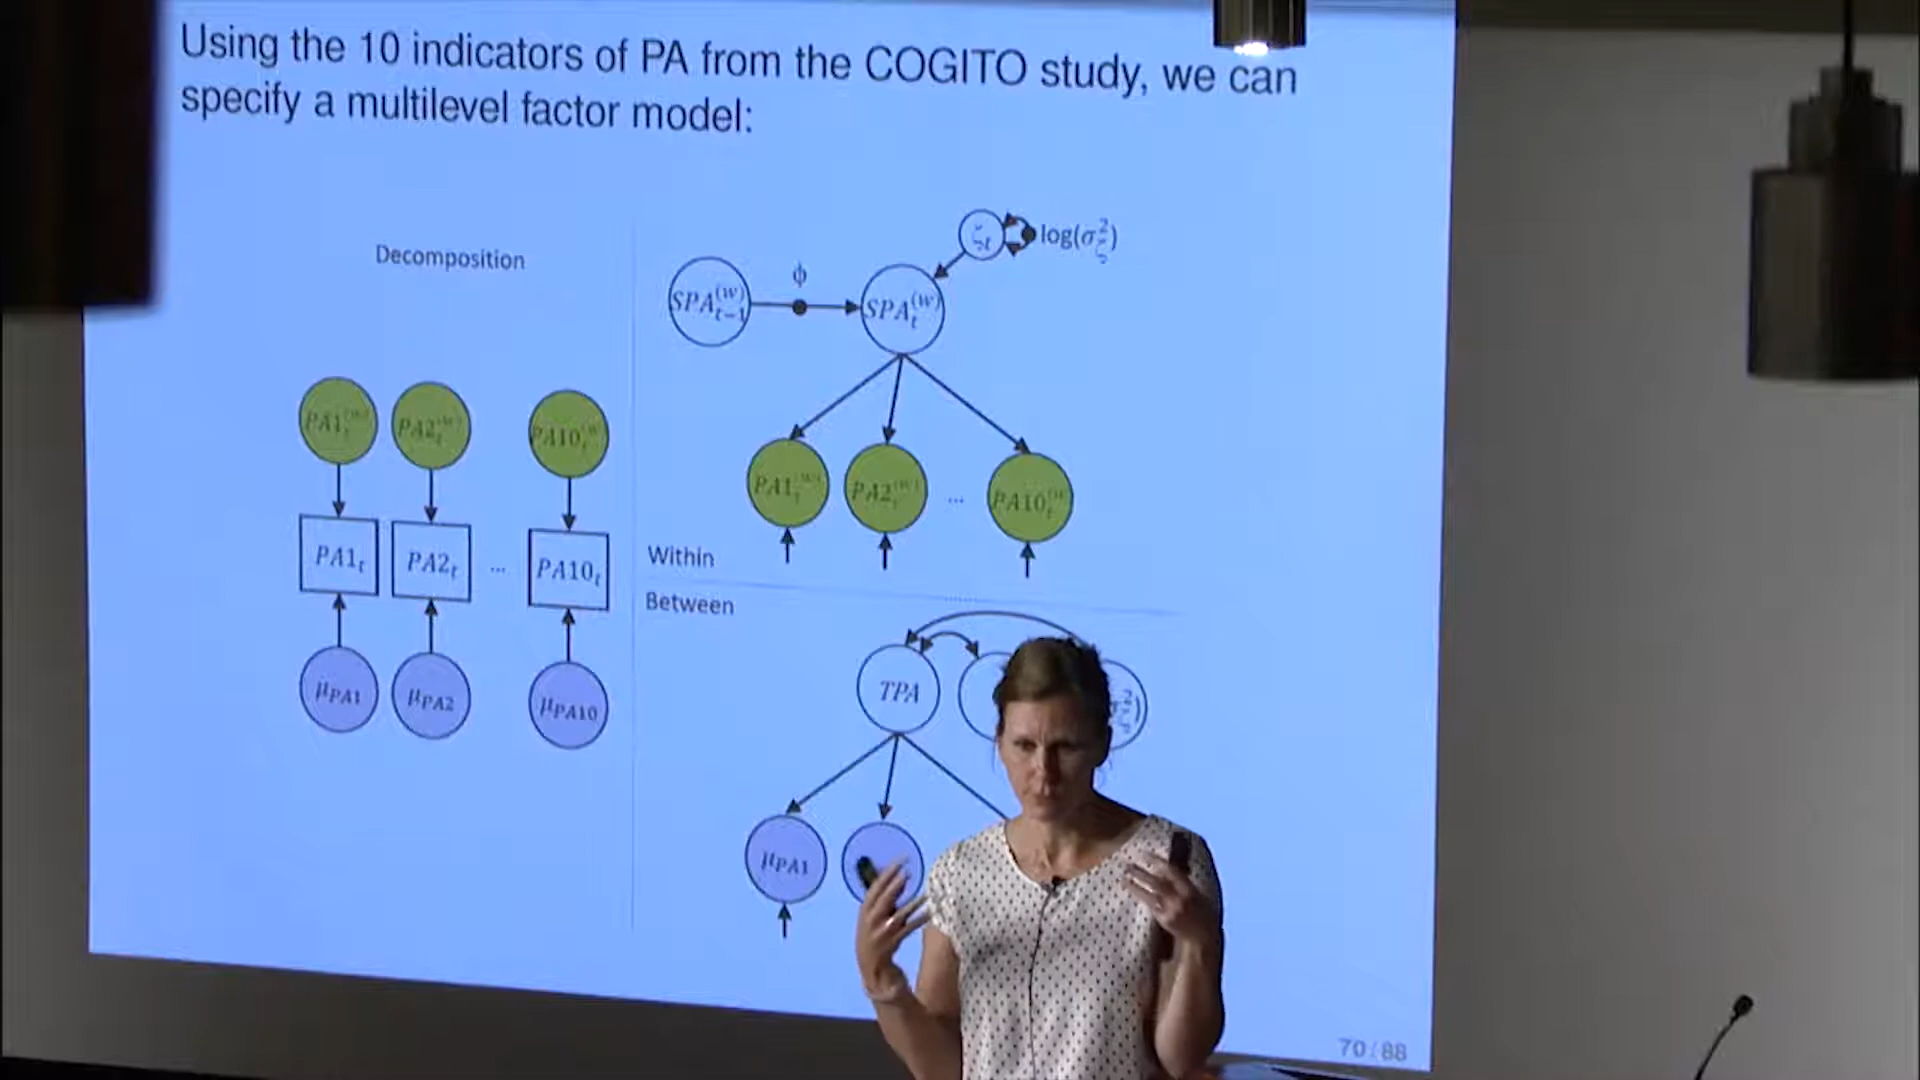 Using the 10 indicators of PA from the COGITO study, we can
specify a multilevel factor model:
Decomposition
ζt
log(σ²ζ)
ϕ
SPA(w)t−1
SPA(w)t
PA1(w)t
PA2(w)t
PA10(w)t
PA1t
PA2t
...
PA10t
μPA1
μPA2
μPA10
PA1(w)t
PA2(w)t
...
PA10(w)t
Within
Between
TPA
μPA1
70/88